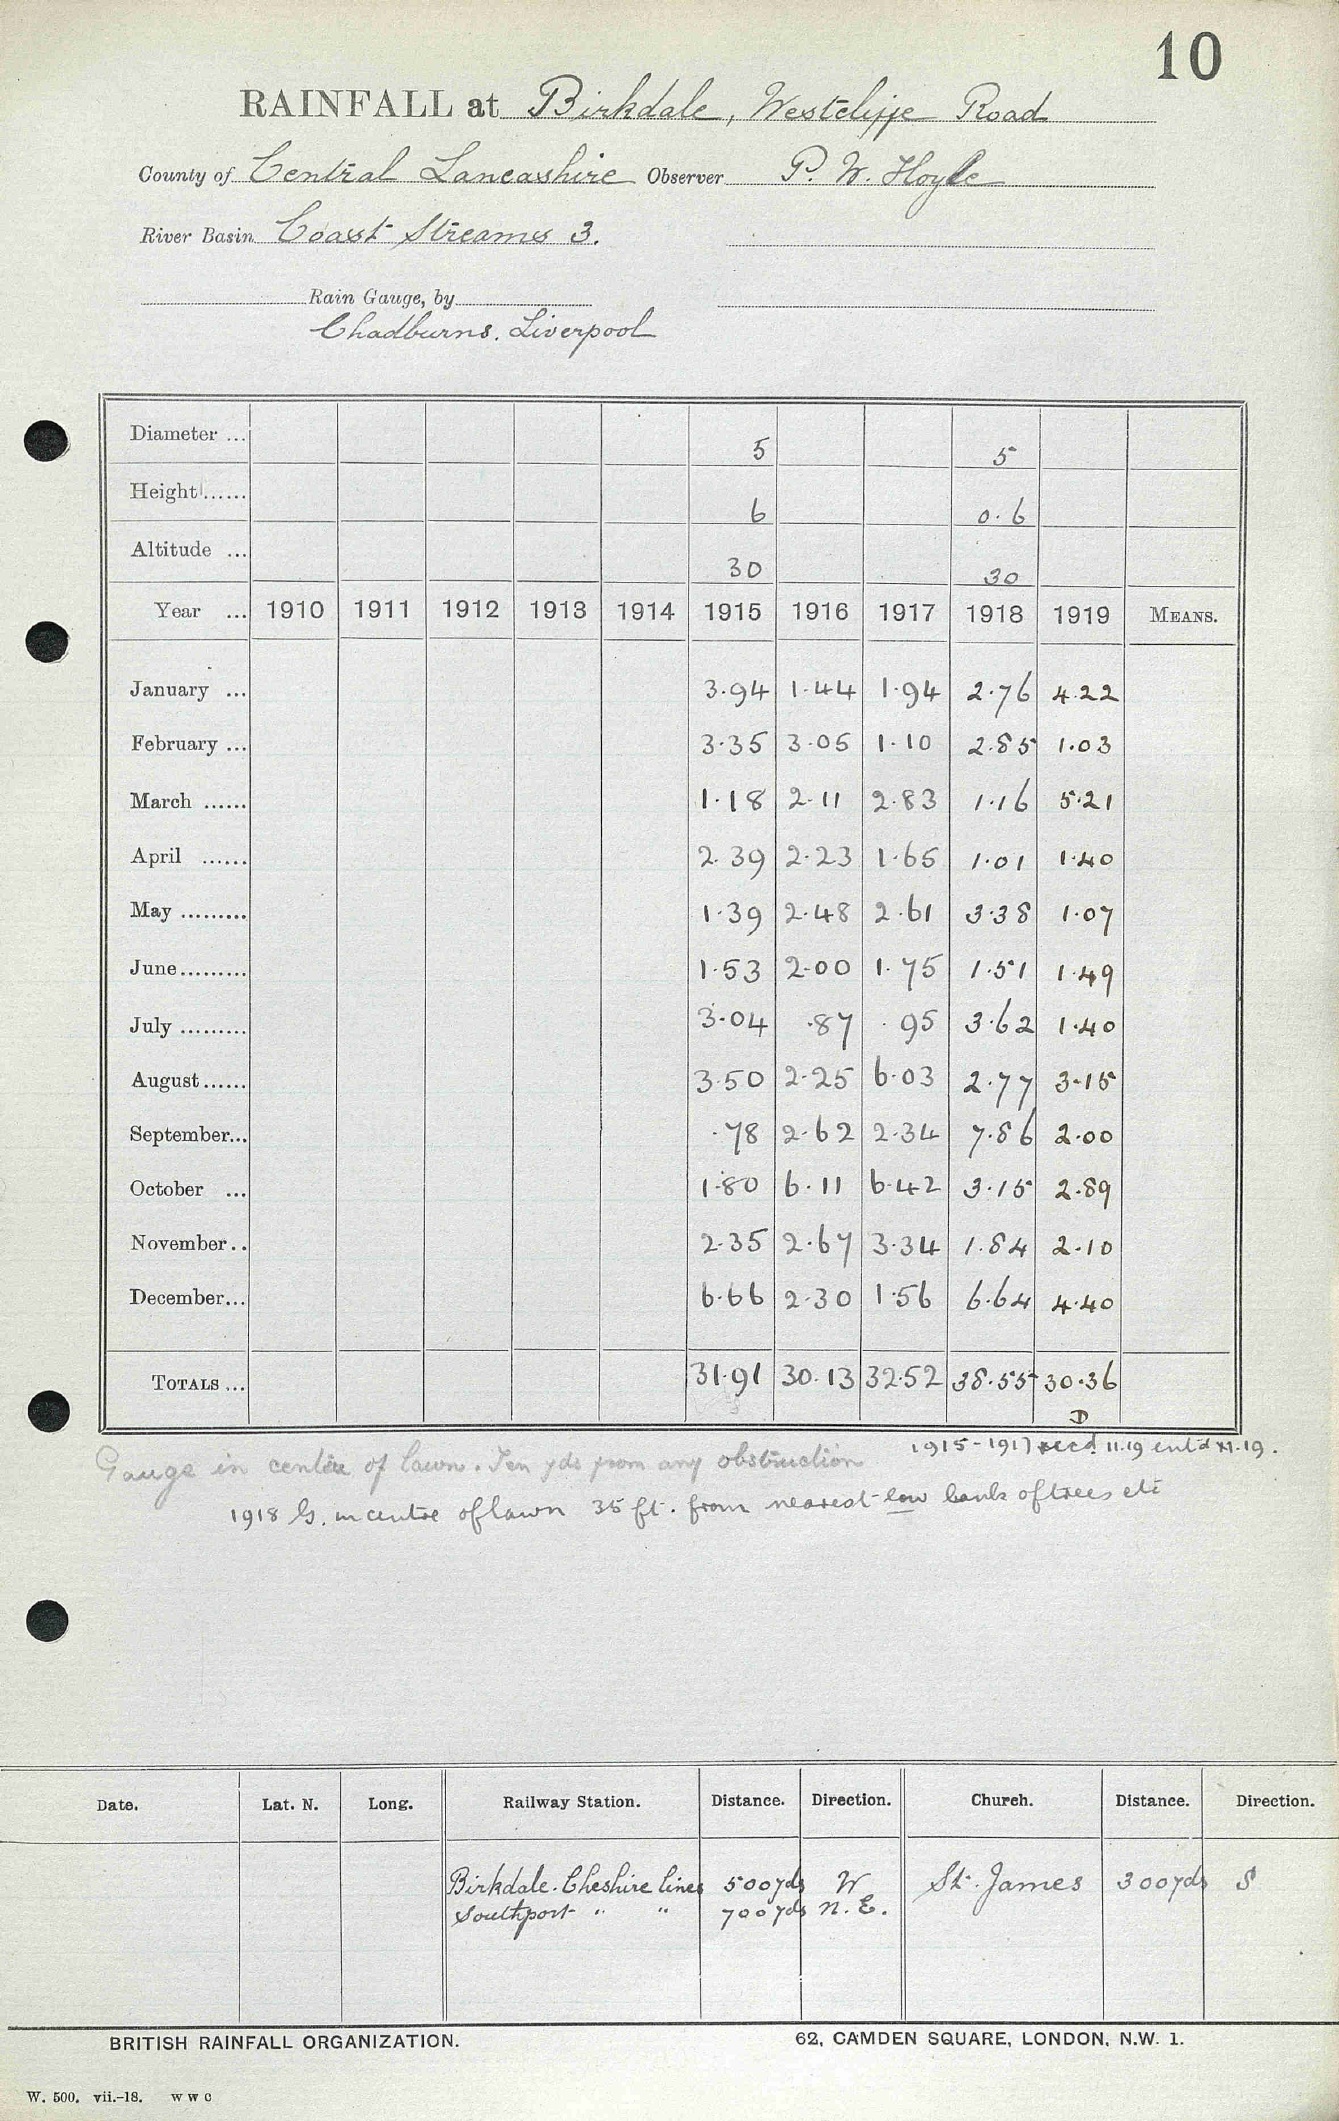 10
RAINFALL at Birkdale, Westcliffe Road
County of Central Lancashire Observer P. W. Hoyle
River Basin Coast Streams 3.
Rain Gauge, by
Chadburns. Liverpool
Diameter ... 5 5
Height ...... 6 0.6
Altitude ... 30 30
Year ... 1910 1911 1912 1913 1914 1915 1916 1917 1918 1919 MEANS.
January ... 3.94 1.44 1.94 2.76 4.22
February ... 3.35 3.05 1.10 2.85 1.03
March ...... 1.18 2.11 2.83 1.16 5.21
April ...... 2.39 2.23 1.65 1.01 1.40
May ......... 1.39 2.48 2.61 3.38 1.07
June ......... 1.53 2.00 1.75 1.51 1.49
July ......... 3.04 .87 .95 3.62 1.40
August ...... 3.50 2.25 6.03 2.77 3.15
September... .78 2.62 2.34 7.86 2.00
October ... 1.80 6.11 6.42 3.15 2.89
November .. 2.35 2.67 3.34 1.84 2.10
December... 6.66 2.30 1.56 6.64 4.40
TOTALS ... 31.91 30.13 32.52 38.55 30.36
D
1915-1917 recd. 11.19 entd XI.19.
Gauge in centre of lawn. Ten yds from any obstruction
1918 G. in centre of lawn 35 ft. from nearest low bank of trees etc
Date. Lat. N. Long. Railway Station. Distance. Direction. Church. Distance. Direction.
Birkdale. Cheshire lines 500yds W St. James 300yds S
Southport " " 700yds N.E.
BRITISH RAINFALL ORGANIZATION. 62, CAMDEN SQUARE, LONDON, N.W. 1.
W. 500. vii.-18. W W C